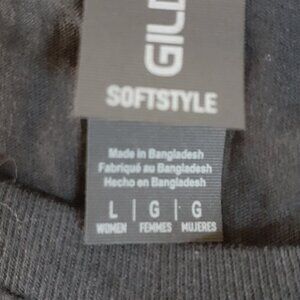 GILD
SOFTSTYLE
Made in Bangladesh
Fabriqué au Bangladesh
Hecho en Bangladesh
L | G | G
WOMEN FEMMES MUJERES